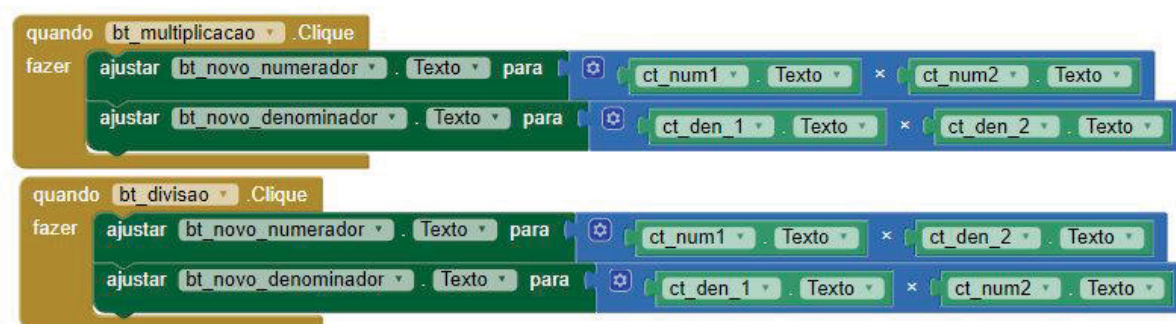 quando bt_multiplicacao .Clique
fazer ajustar bt_novo_numerador . Texto para ct_num1 . Texto × ct_num2 . Texto
ajustar bt_novo_denominador . Texto para ct_den_1 . Texto × ct_den_2 . Texto
quando bt_divisao .Clique
fazer ajustar bt_novo_numerador . Texto para ct_num1 . Texto × ct_den_2 . Texto
ajustar bt_novo_denominador . Texto para ct_den_1 . Texto × ct_num2 . Texto